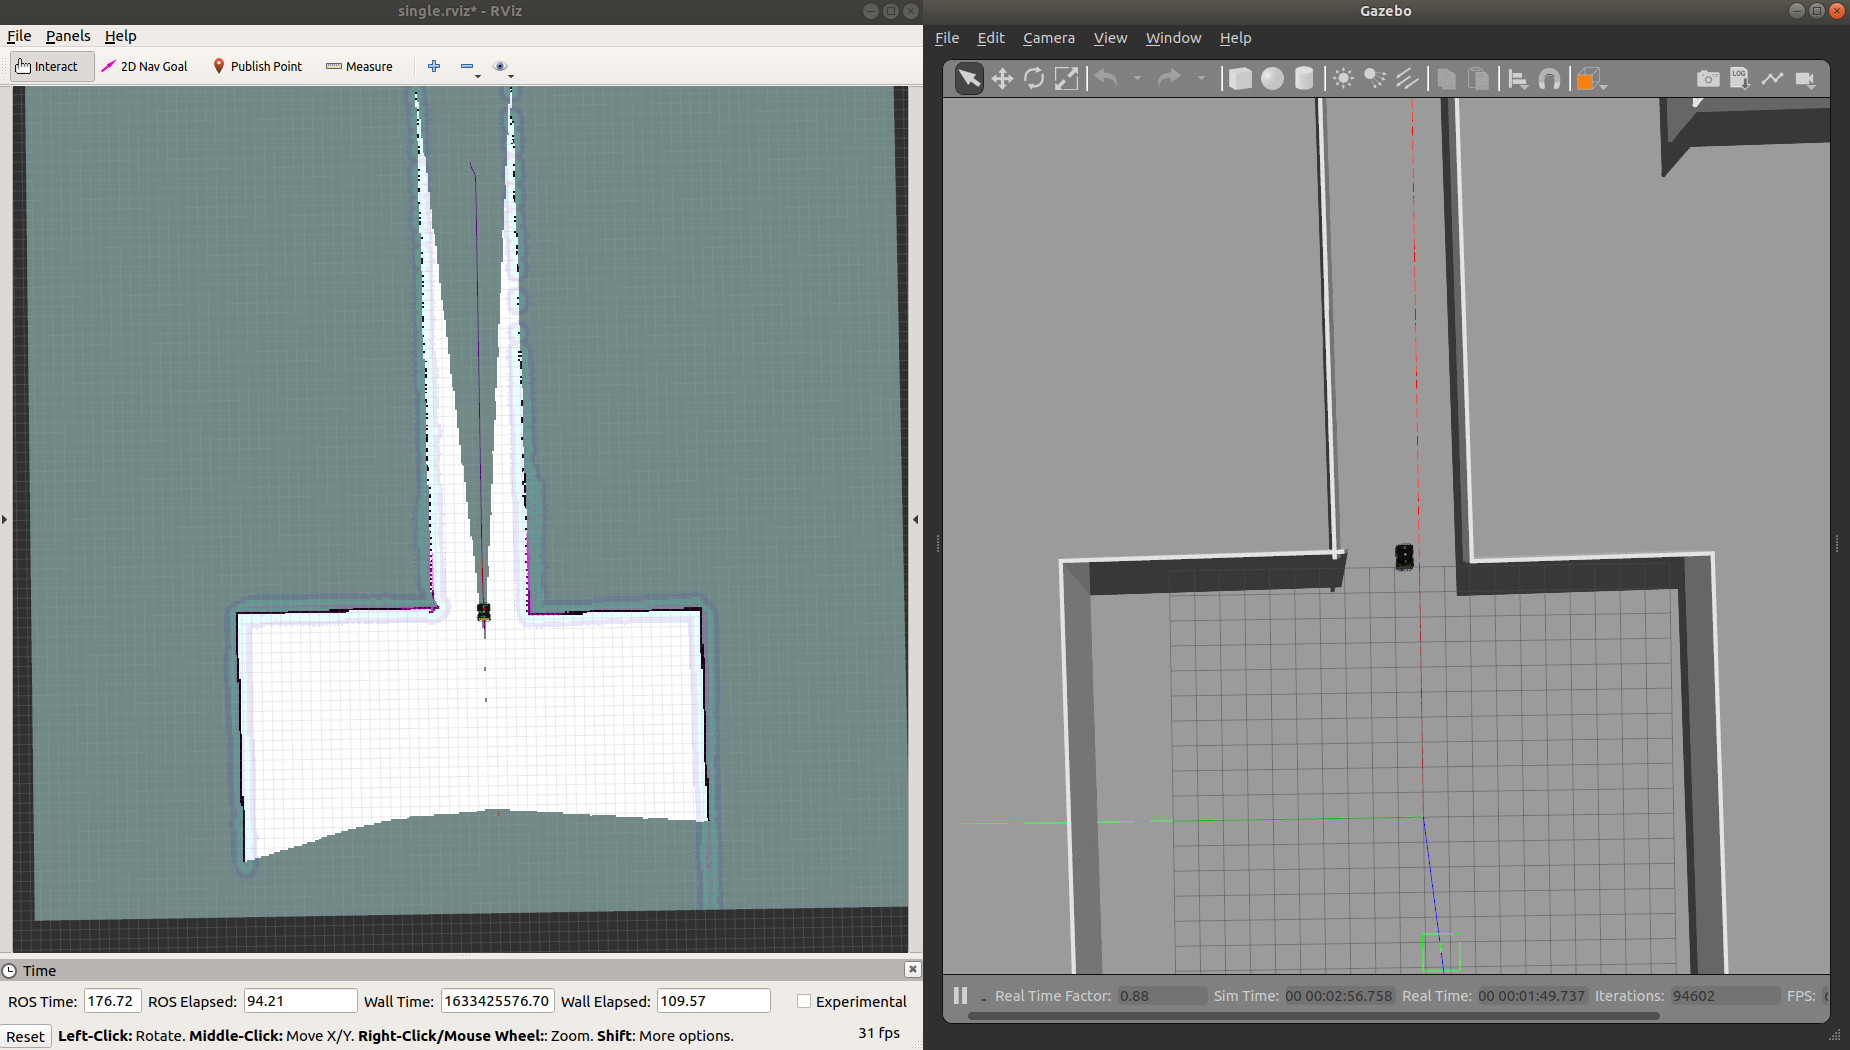 single.rviz* - RViz
File Panels Help
Interact 2D Nav Goal Publish Point Measure
Time
ROS Time: 176.72 ROS Elapsed: 94.21 Wall Time: 1633425576.70 Wall Elapsed: 109.57 Experimental
Reset Left-Click: Rotate. Middle-Click: Move X/Y. Right-Click/Mouse Wheel:: Zoom. Shift: More options. 31 fps
Gazebo
File Edit Camera View Window Help
LOG
Real Time Factor: 0.88 Sim Time: 00 00:02:56.758 Real Time: 00 00:01:49.737 Iterations: 94602 FPS: